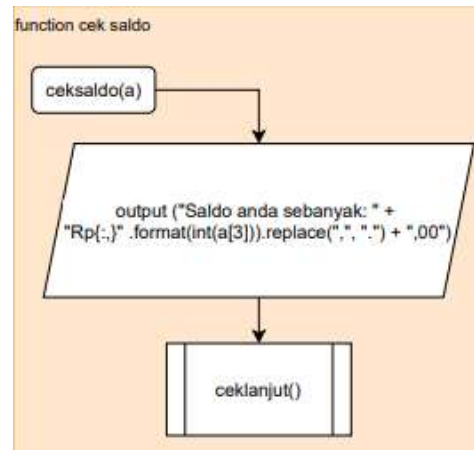 function cek saldo
ceksaldo(a)
output ("Saldo anda sebanyak: " +
"Rp{:,}" .format(int(a[3])).replace(",", ".") + ",00")
ceklanjut()